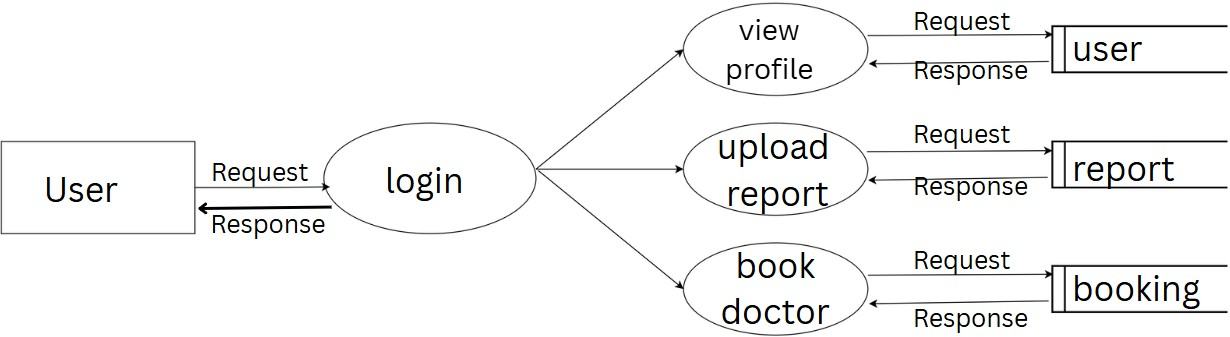 User
Request
Response
login
view
profile
Request
Response
user
upload
report
Request
Response
report
book
doctor
Request
Response
booking